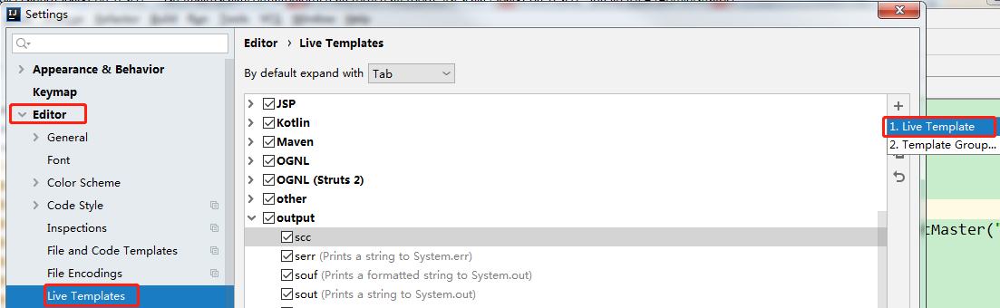 IJ Settings
Appearance & Behavior
Keymap
Editor
General
Font
Color Scheme
Code Style
Inspections
File and Code Templates
File Encodings
Live Templates
Editor › Live Templates
By default expand with Tab
JSP
Kotlin
Maven
OGNL
OGNL (Struts 2)
other
output
scc
serr (Prints a string to System.err)
souf (Prints a formatted string to System.out)
sout (Prints a string to System.out)
1. Live Template
2. Template Group...
tMaster("